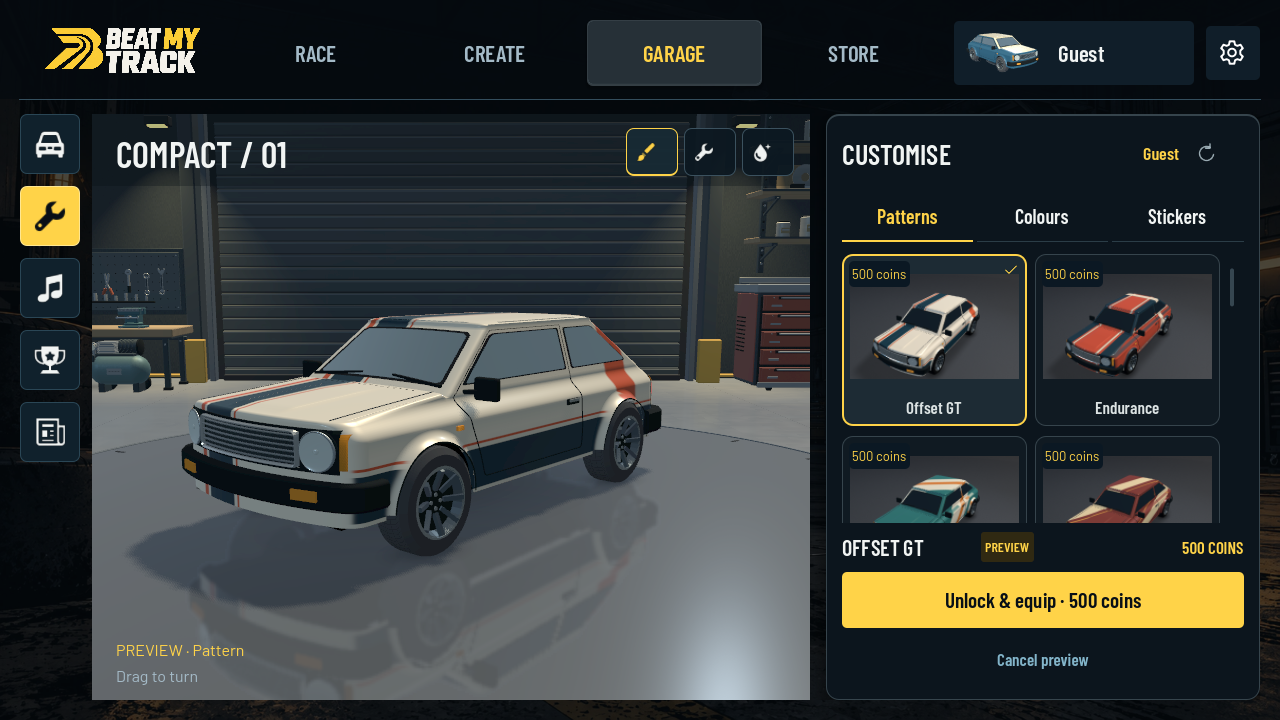 BEAT MY
TRACK
RACE
CREATE
GARAGE
STORE
Guest
COMPACT / 01
CUSTOMISE
Guest
Patterns
Colours
Stickers
500 coins
500 coins
Offset GT
Endurance
500 coins
500 coins
OFFSET GT
PREVIEW
500 COINS
Unlock & equip · 500 coins
Cancel preview
PREVIEW · Pattern
Drag to turn